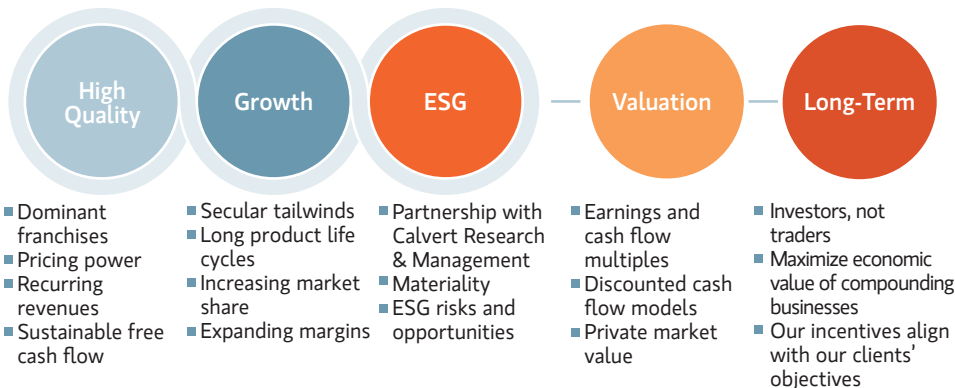 High
Quality
Growth
ESG
Valuation
Long-Term
Dominant
franchises
Pricing power
Recurring
revenues
Sustainable free
cash flow
Secular tailwinds
Long product life
cycles
Increasing market
share
Expanding margins
Partnership with
Calvert Research
& Management
Materiality
ESG risks and
opportunities
Earnings and
cash flow
multiples
Discounted cash
flow models
Private market
value
Investors, not
traders
Maximize economic
value of compounding
businesses
Our incentives align
with our clients’
objectives